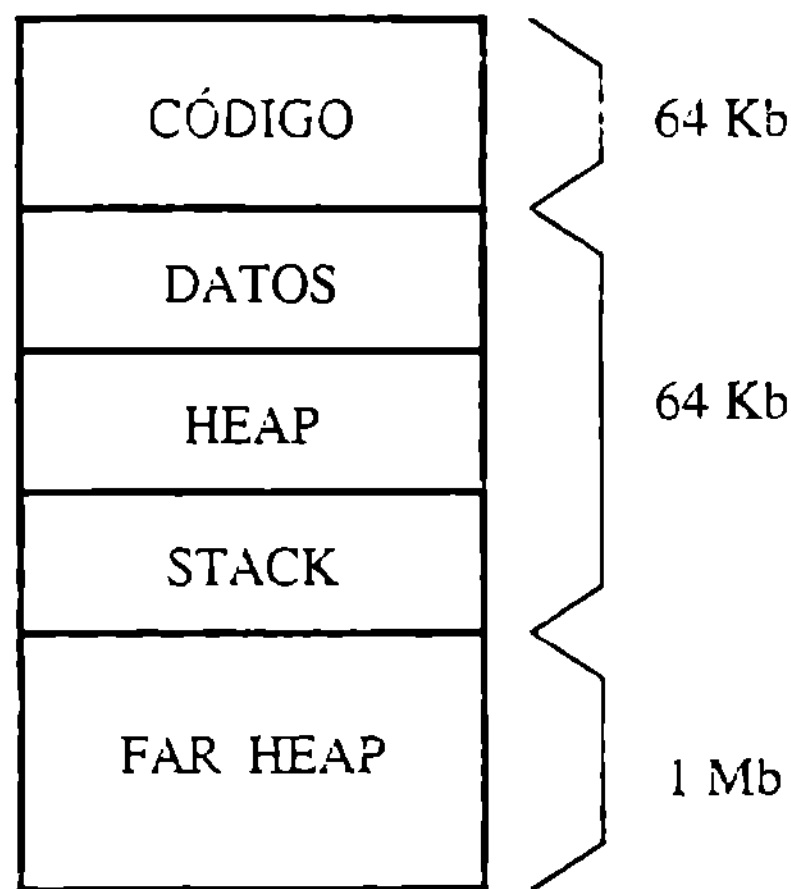 CÓDIGO
64 Kb
DATOS
HEAP
64 Kb
STACK
FAR HEAP
1 Mb